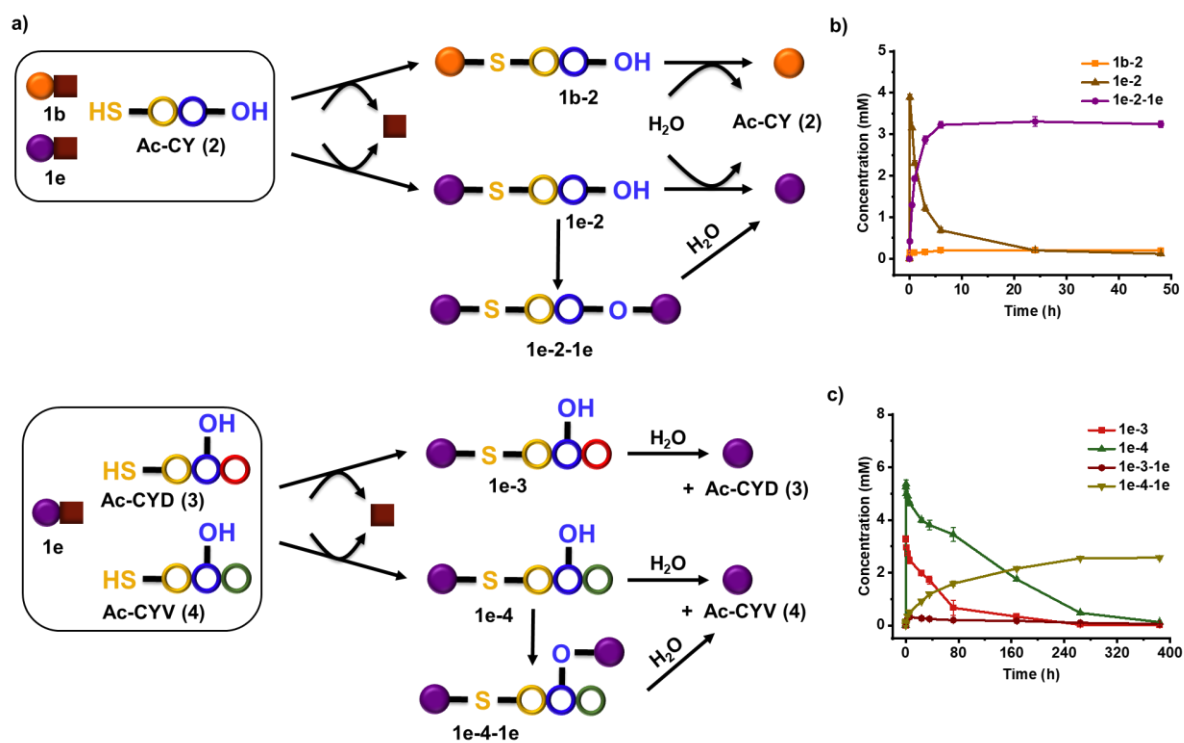 a)
1b
1e
HS
OH
Ac-CY (2)
S
OH
1b-2
H₂O
Ac-CY (2)
S
OH
1e-2
H₂O
S
O
1e-2-1e
b)
1b-2
1e-2
1e-2-1e
Concentration (mM)
5
4
3
2
1
0
0 10 20 30 40 50
Time (h)
1e
OH
HS
Ac-CYD (3)
OH
HS
Ac-CYV (4)
OH
S
1e-3
H₂O
+ Ac-CYD (3)
OH
S
1e-4
H₂O
+ Ac-CYV (4)
O
H₂O
S
1e-4-1e
c)
1e-3
1e-4
1e-3-1e
1e-4-1e
Concentration (mM)
8
6
4
2
0
0 80 160 240 320 400
Time (h)